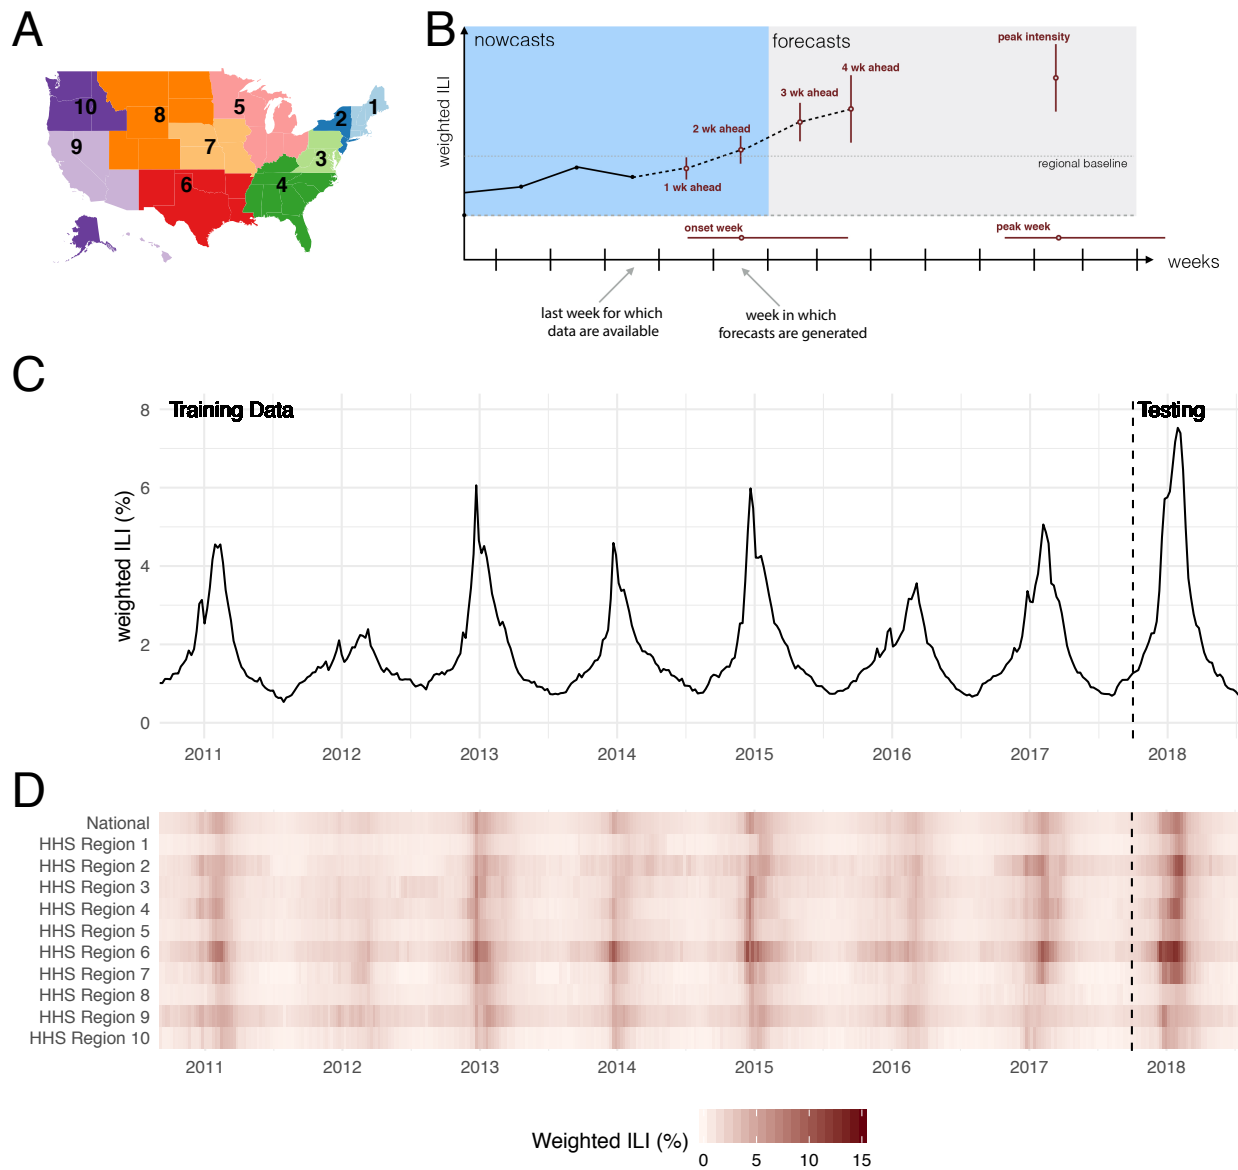 A
10
8
5
1
2
9
7
3
6
4
B
nowcasts
forecasts
peak intensity
4 wk ahead
3 wk ahead
2 wk ahead
1 wk ahead
weighted ILI
regional baseline
onset week
peak week
weeks
last week for which
data are available
week in which
forecasts are generated
C
Training Data
Testing
weighted ILI (%)
8
6
4
2
0
2011 2012 2013 2014 2015 2016 2017 2018
D
National
HHS Region 1
HHS Region 2
HHS Region 3
HHS Region 4
HHS Region 5
HHS Region 6
HHS Region 7
HHS Region 8
HHS Region 9
HHS Region 10
2011 2012 2013 2014 2015 2016 2017 2018
Weighted ILI (%)
0 5 10 15